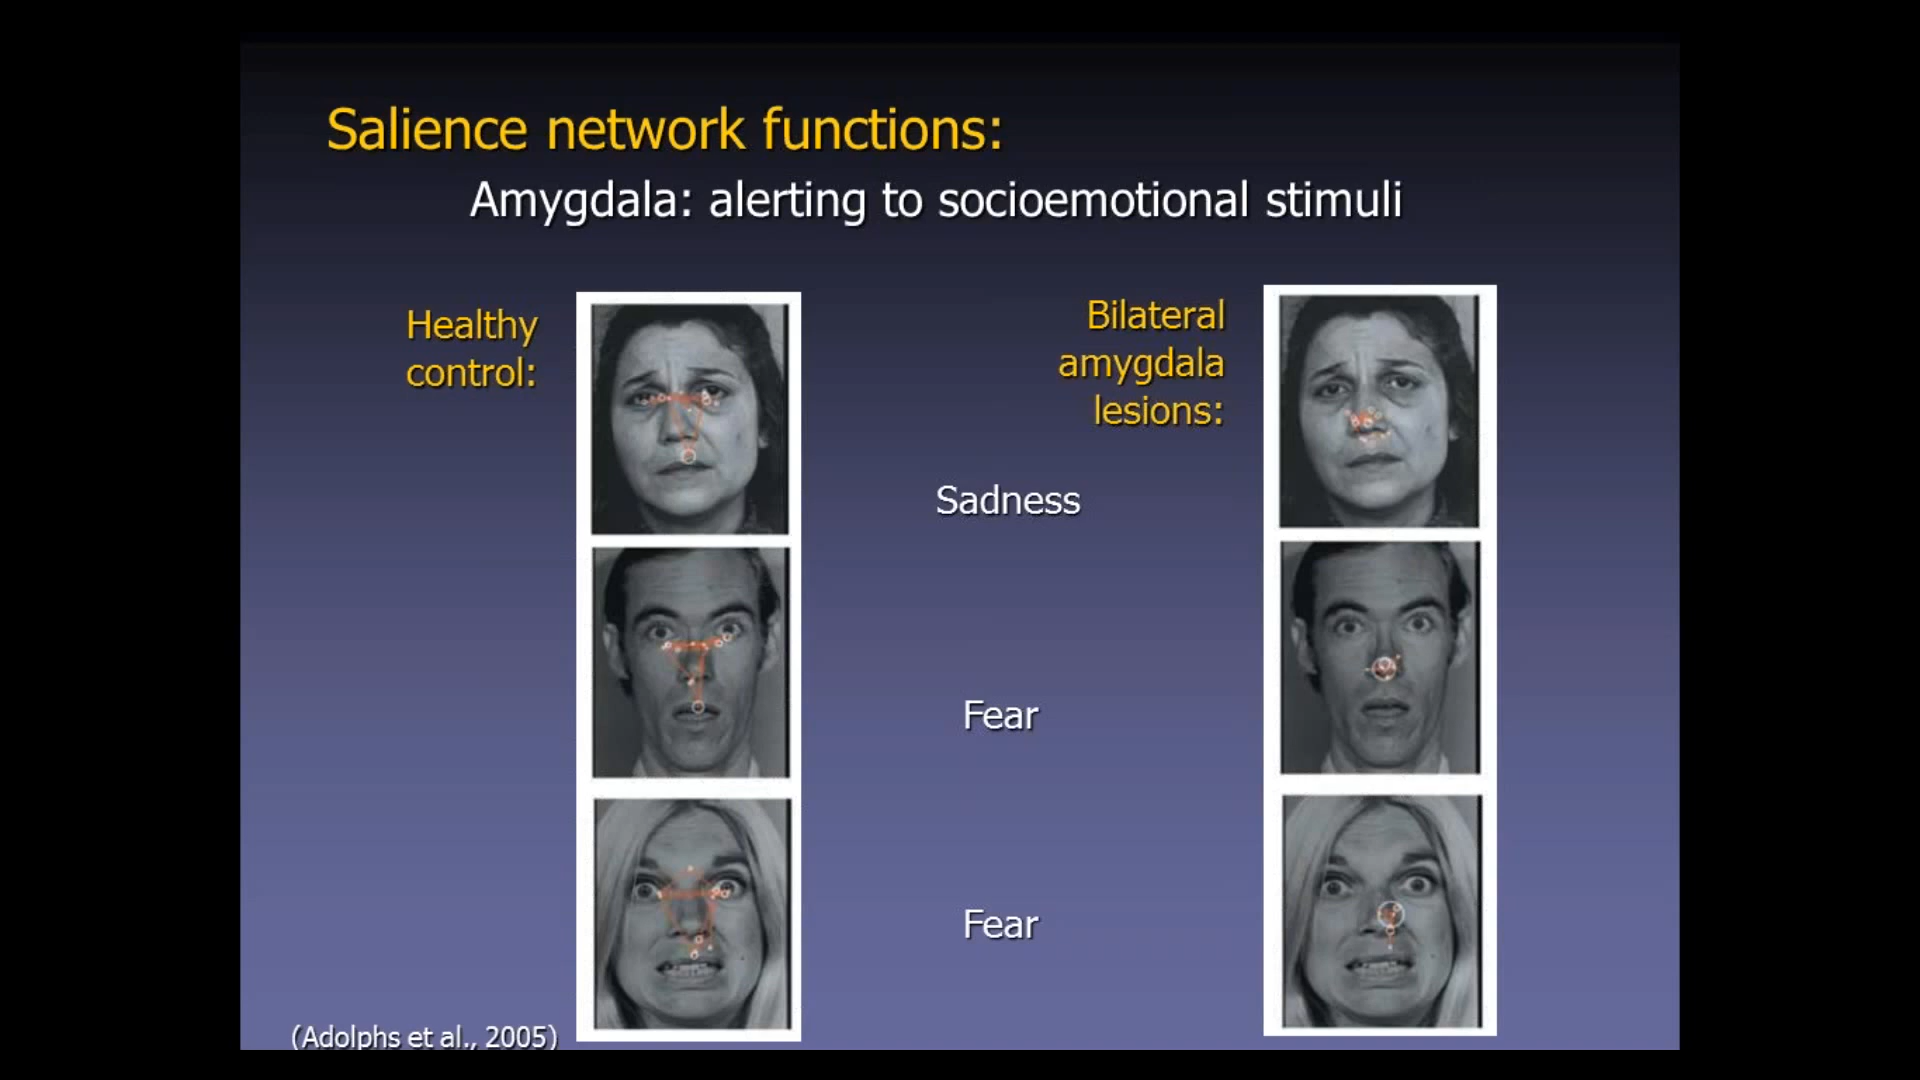 Salience network functions:
Amygdala: alerting to socioemotional stimuli
Healthy
control:
Bilateral
amygdala
lesions:
Sadness
Fear
Fear
(Adolphs et al., 2005)